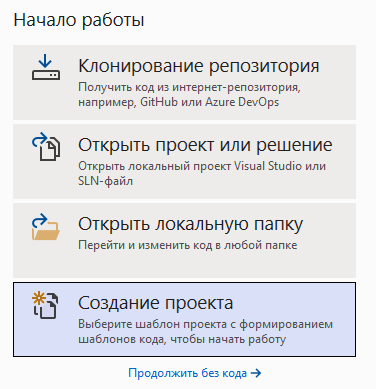 Начало работы
Клонирование репозитория
Получить код из интернет-репозитория,
например, GitHub или Azure DevOps
Открыть проект или решение
Открыть локальный проект Visual Studio или
SLN-файл
Открыть локальную папку
Перейти и изменить код в любой папке
Создание проекта
Выберите шаблон проекта с формированием
шаблонов кода, чтобы начать работу
Продолжить без кода →